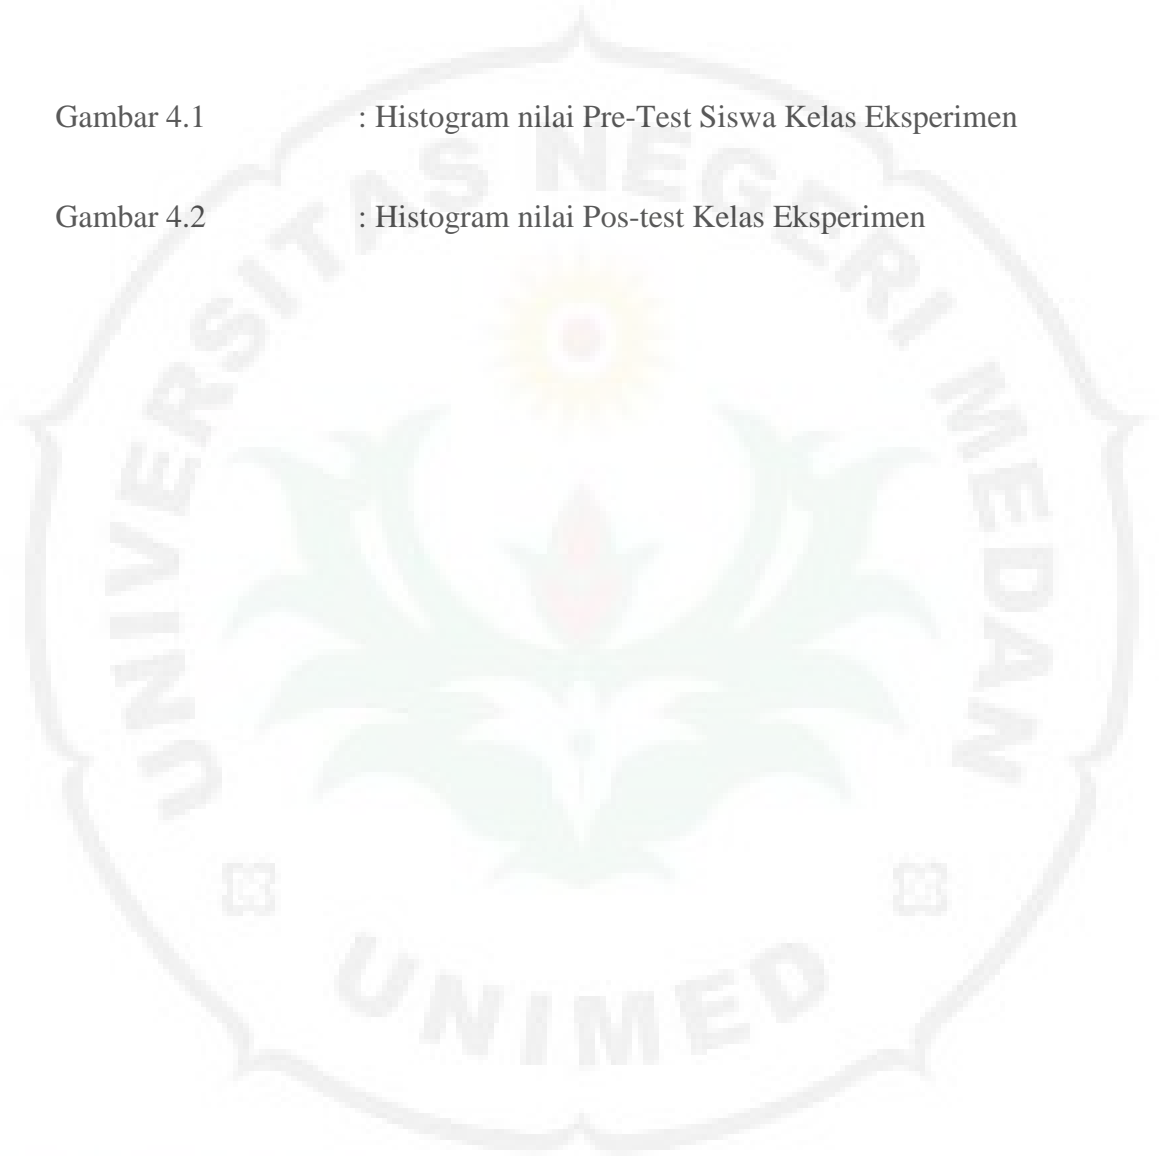 Gambar 4.1 : Histogram nilai Pre-Test Siswa Kelas Eksperimen
Gambar 4.2 : Histogram nilai Pos-test Kelas Eksperimen
UNIVERSITAS NEGERI MEDAN
UNIMED